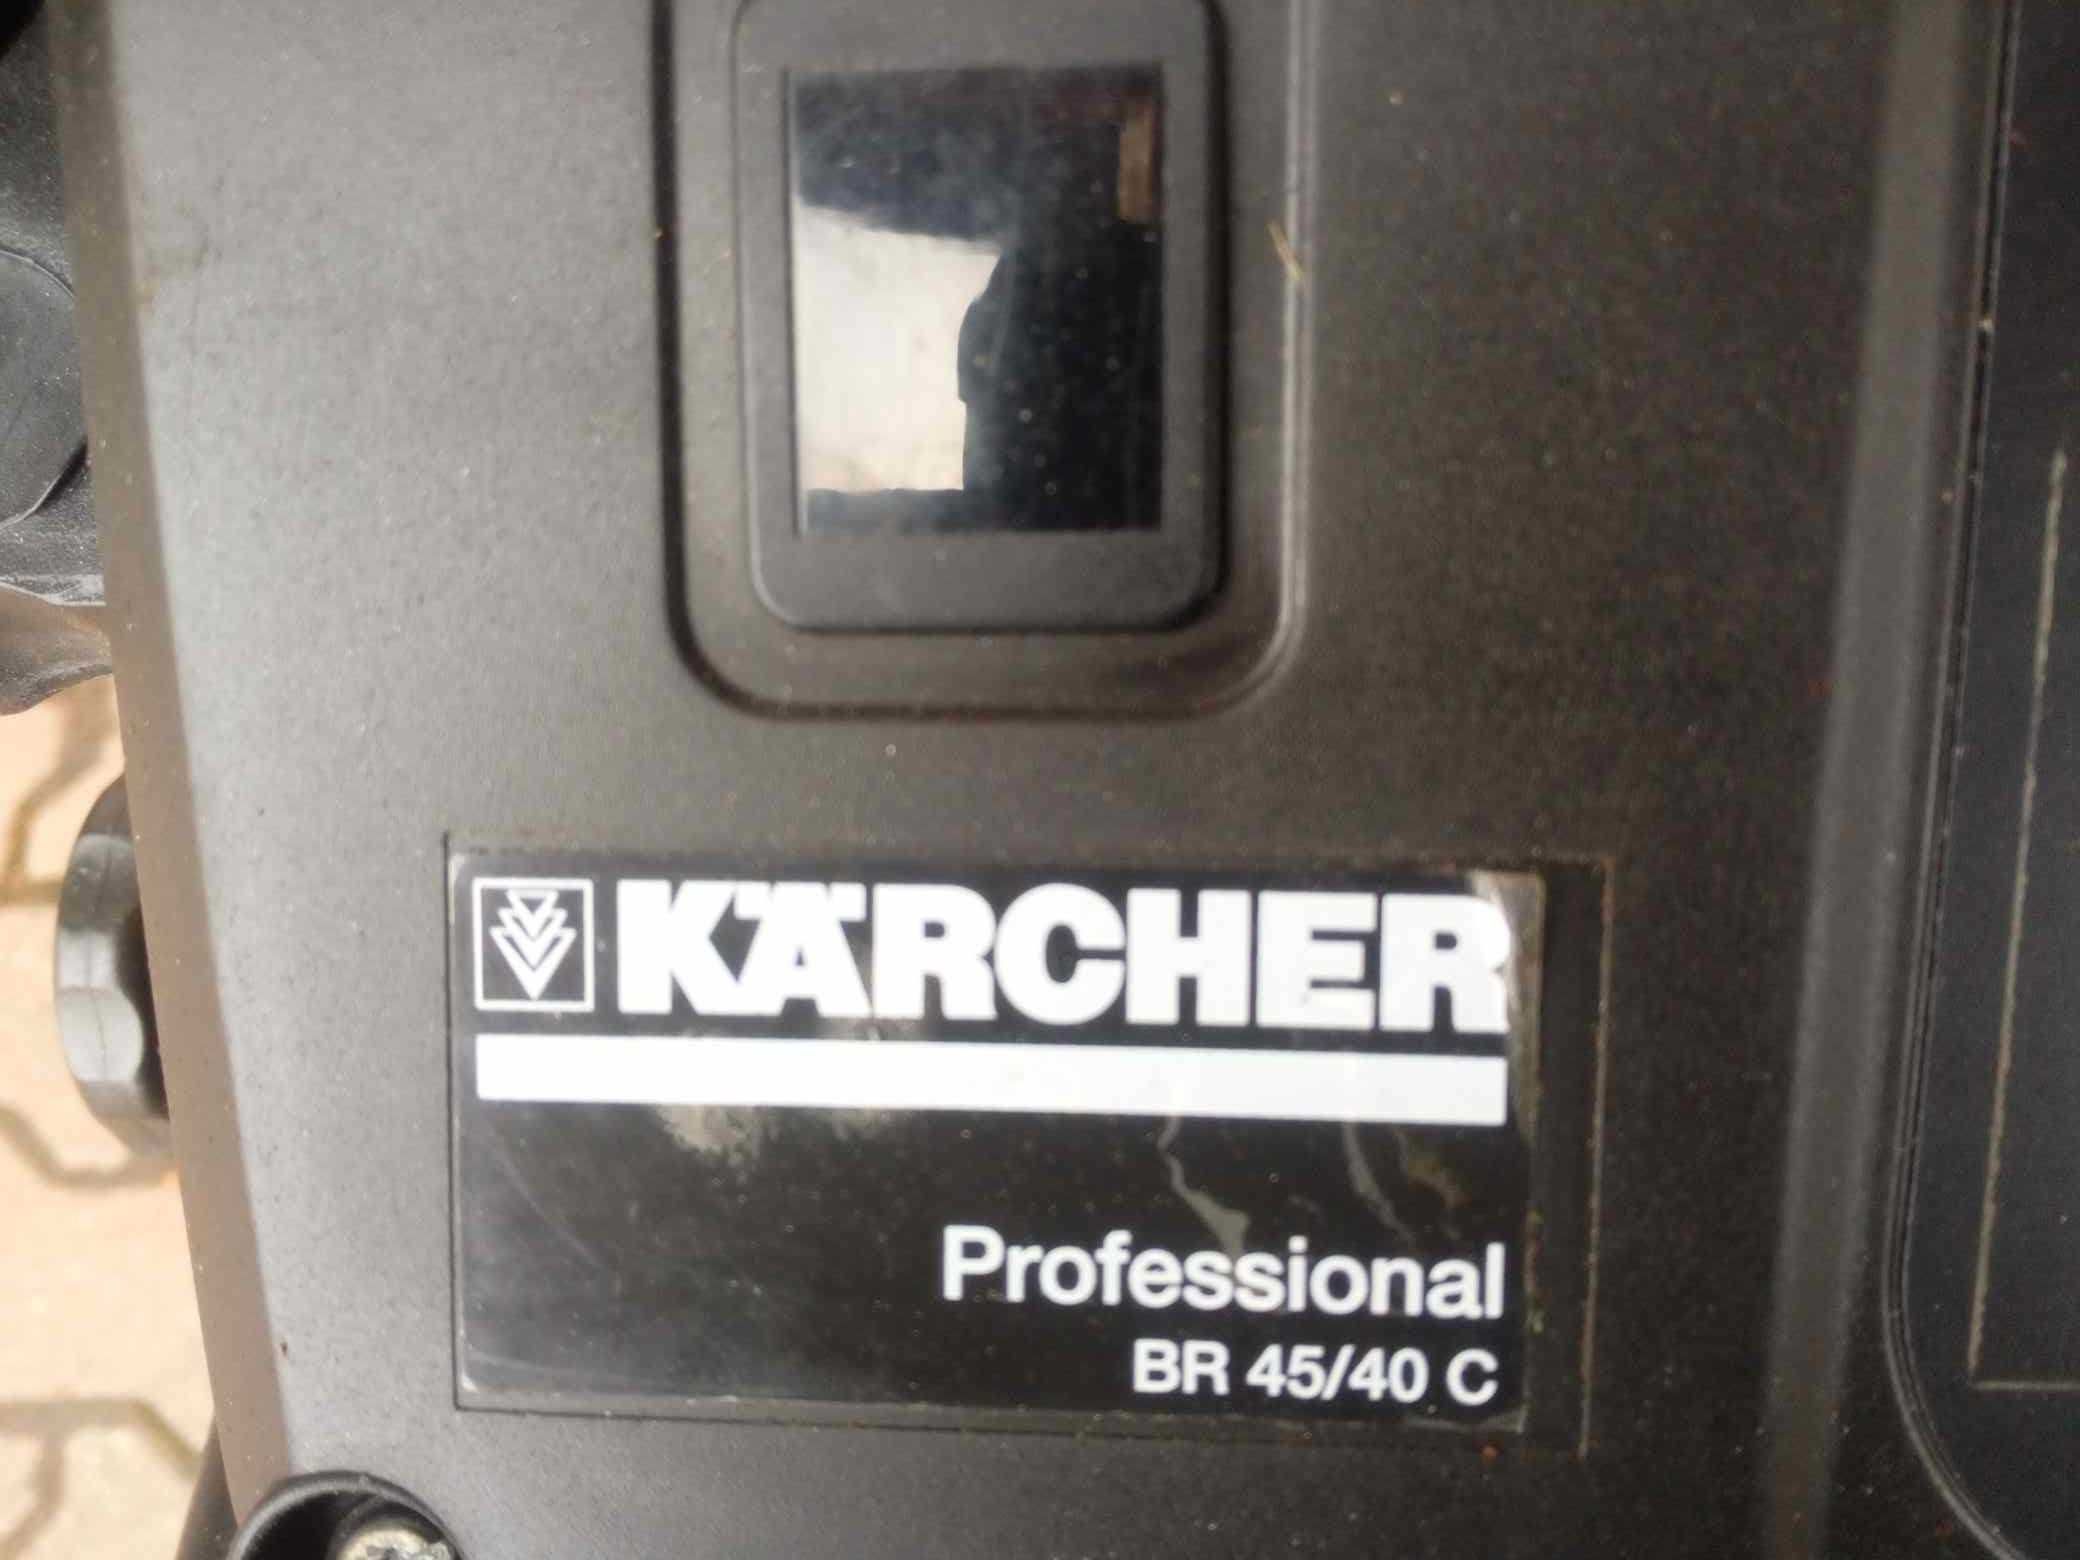 KÄRCHER
Professional
BR 45/40 C